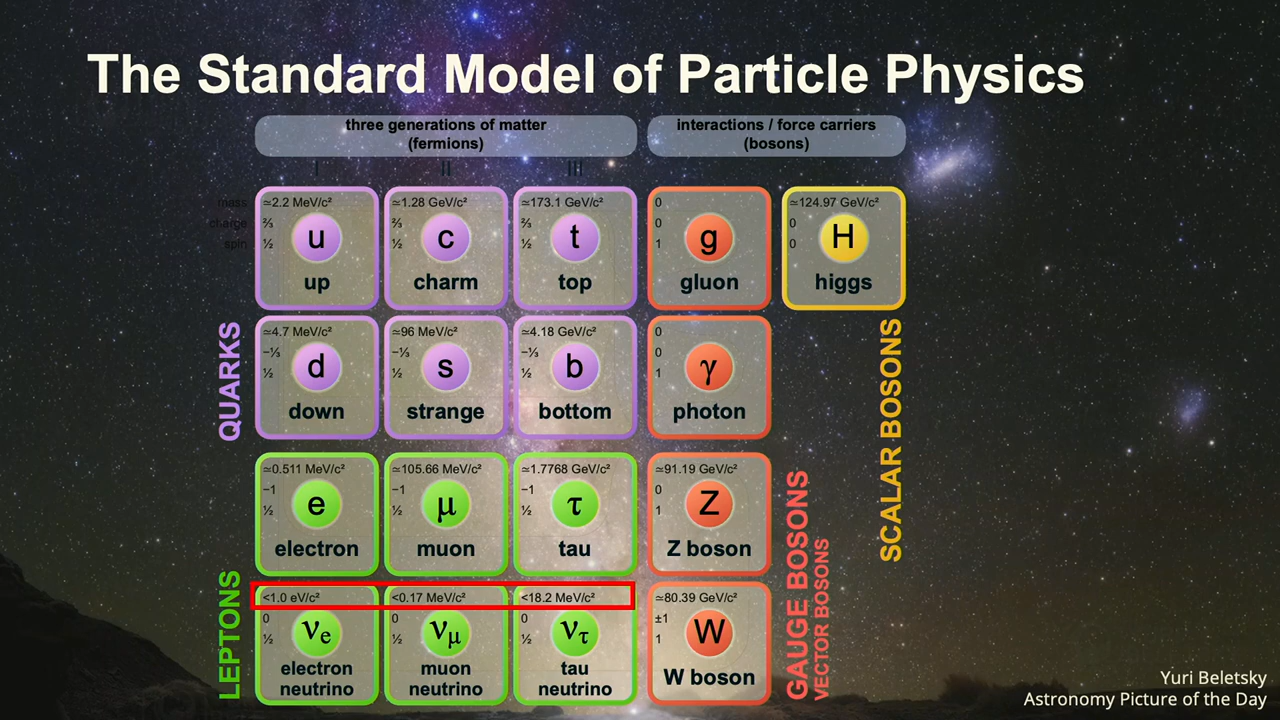 The Standard Model of Particle Physics
three generations of matter
(fermions)
interactions / force carriers
(bosons)
I II III
mass
charge
spin
≃2.2 MeV/c²
⅔
½
u
up
≃1.28 GeV/c²
⅔
½
c
charm
≃173.1 GeV/c²
⅔
½
t
top
0
0
1
g
gluon
≃124.97 GeV/c²
0
0
H
higgs
QUARKS
≃4.7 MeV/c²
−⅓
½
d
down
≃96 MeV/c²
−⅓
½
s
strange
≃4.18 GeV/c²
−⅓
½
b
bottom
0
0
1
γ
photon
SCALAR BOSONS
≃0.511 MeV/c²
−1
½
e
electron
≃105.66 MeV/c²
−1
½
μ
muon
≃1.7768 GeV/c²
−1
½
τ
tau
≃91.19 GeV/c²
0
1
Z
Z boson
GAUGE BOSONS
VECTOR BOSONS
LEPTONS
<1.0 eV/c²
0
½
νe
electron
neutrino
<0.17 MeV/c²
0
½
νμ
muon
neutrino
<18.2 MeV/c²
0
½
ντ
tau
neutrino
≃80.39 GeV/c²
±1
1
W
W boson
Yuri Beletsky
Astronomy Picture of the Day